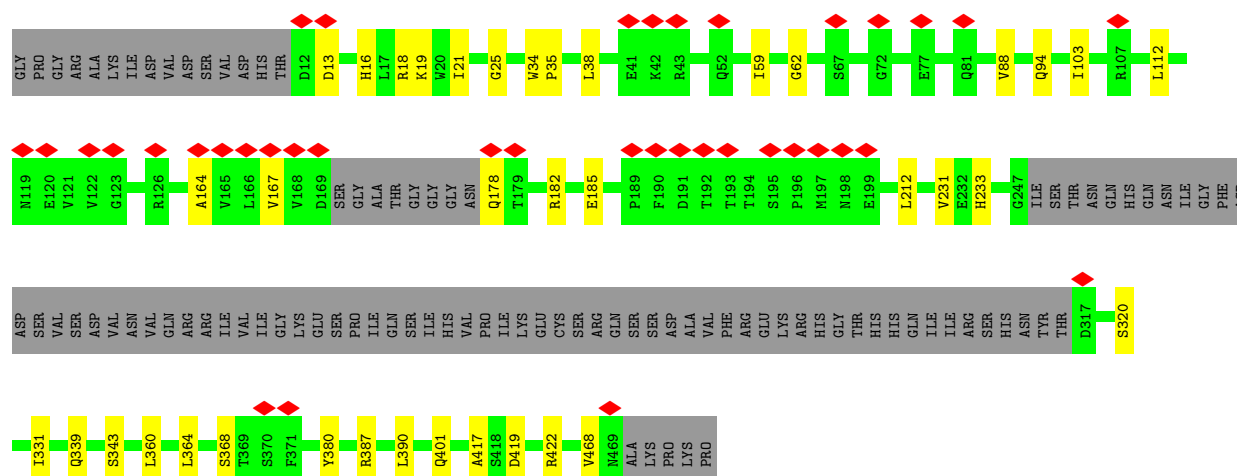 GLY PRO GLY ARG ALA LYS ILE ASP VAL ASP SER VAL ASP HIS THR D12 D13 H16 L17 R18 K19 W20 I21 G25 W34 P35 L38 E41 K42 R43 Q52 I59 G62 S67 G72 E77 Q81 V88 Q94 I103 R107 L112
N119 E120 V121 V122 G123 R126 A164 V165 L166 V167 V168 D169 SER GLY ALA THR GLY GLY GLY ASN Q178 T179 R182 E185 P189 F190 D191 T192 T193 T194 S195 P196 M197 N198 E199 L212 V231 E232 H233 G247 ILE SER THR ASN GLN HIS GLN ASN ILE GLY PHE
ASP SER VAL SER ASP VAL ASN VAL GLN ARG ARG ILE VAL ILE GLY LYS GLU SER PRO ILE GLN SER ILE HIS VAL PRO ILE LYS GLU CYS SER ARG GLN SER SER ASP ALA VAL PHE ARG GLU LYS ARG HIS GLY THR HIS HIS GLN ILE ILE ARG SER HIS ASN TYR THR D317 S320
I331 Q339 S343 L360 L364 S368 T369 S370 F371 Y380 R387 L390 Q401 A417 S418 D419 R422 V468 N469 ALA LYS PRO LYS PRO